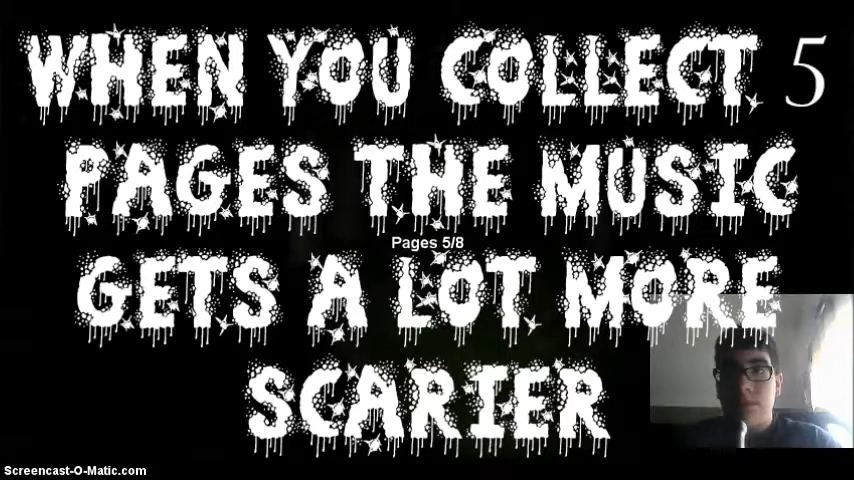 WHEN YOU COLLECT 5
PAGES THE MUSIC
Pages 5/8
GETS A LOT MORE
SCARIER
Screencast-O-Matic.com